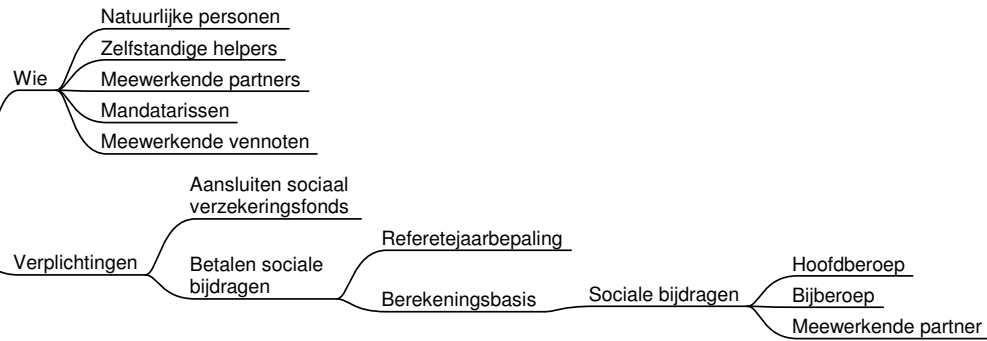 Natuurlijke personen
Zelfstandige helpers
Wie
Meewerkende partners
Mandatarissen
Meewerkende vennoten
Aansluiten sociaal
verzekeringsfonds
Verplichtingen
Betalen sociale
bijdragen
Referetejaarbepaling
Berekeningsbasis
Sociale bijdragen
Hoofdberoep
Bijberoep
Meewerkende partner